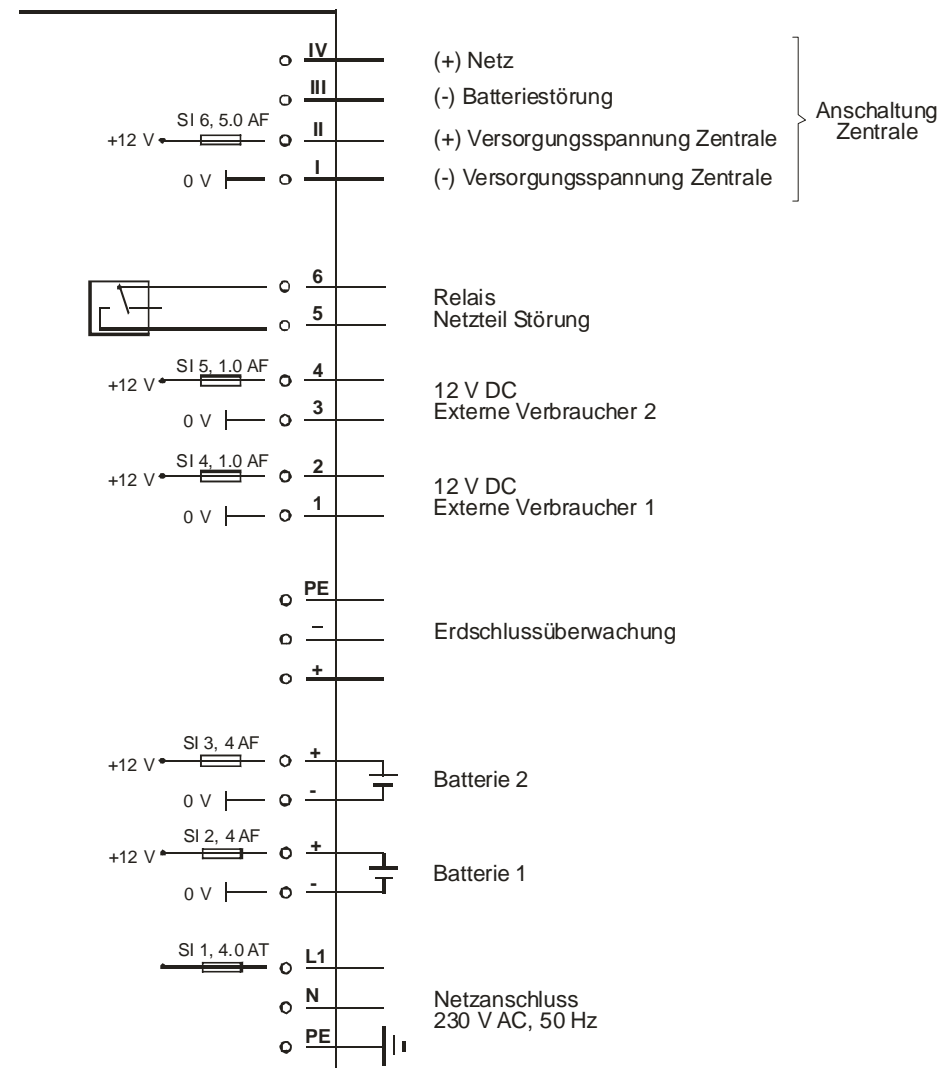 IV (+) Netz
III (-) Batteriestörung
SI 6, 5.0 AF
+12 V II (+) Versorgungsspannung Zentrale
0 V I (-) Versorgungsspannung Zentrale
Anschaltung
Zentrale
6
5
Relais
Netzteil Störung
SI 5, 1.0 AF
+12 V 4
0 V 3
12 V DC
Externe Verbraucher 2
SI 4, 1.0 AF
+12 V 2
0 V 1
12 V DC
Externe Verbraucher 1
PE
–
+
Erdschlussüberwachung
SI 3, 4 AF
+12 V +
0 V -
Batterie 2
SI 2, 4 AF
+12 V +
0 V -
Batterie 1
SI 1, 4.0 AT
L1
N
PE
Netzanschluss
230 V AC, 50 Hz